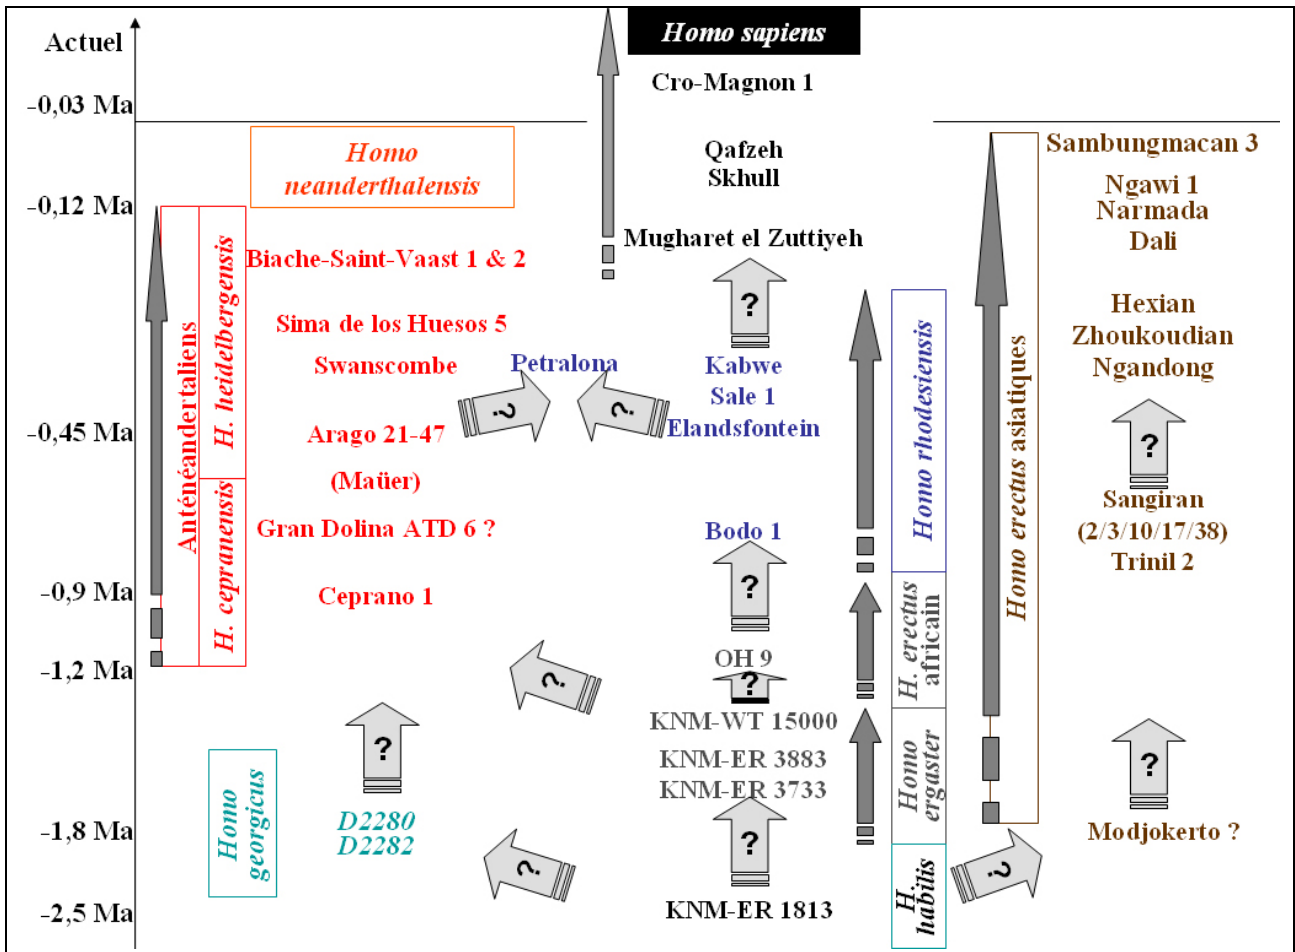 Actuel
-0,03 Ma
-0,12 Ma
-0,45 Ma
-0,9 Ma
-1,2 Ma
-1,8 Ma
-2,5 Ma
Anténéandertaliens
H. heidelbergensis
H. cepranensis
Homo
neanderthalensis
Biache-Saint-Vaast 1 & 2
Sima de los Huesos 5
Swanscombe
Arago 21-47
(Maüer)
Gran Dolina ATD 6 ?
Ceprano 1
?
Homo
georgicus
D2280
D2282
Petralona
?
?
?
?
Homo sapiens
Cro-Magnon 1
Qafzeh
Skhull
Mugharet el Zuttiyeh
?
Kabwe
Sale 1
Elandsfontein
Bodo 1
?
OH 9
?
KNM-WT 15000
KNM-ER 3883
KNM-ER 3733
?
KNM-ER 1813
Homo rhodesiensis
H. erectus
africain
Homo
ergaster
H.
habilis
?
Homo erectus asiatiques
Sambungmacan 3
Ngawi 1
Narmada
Dali
Hexian
Zhoukoudian
Ngandong
?
Sangiran
(2/3/10/17/38)
Trinil 2
?
Modjokerto ?